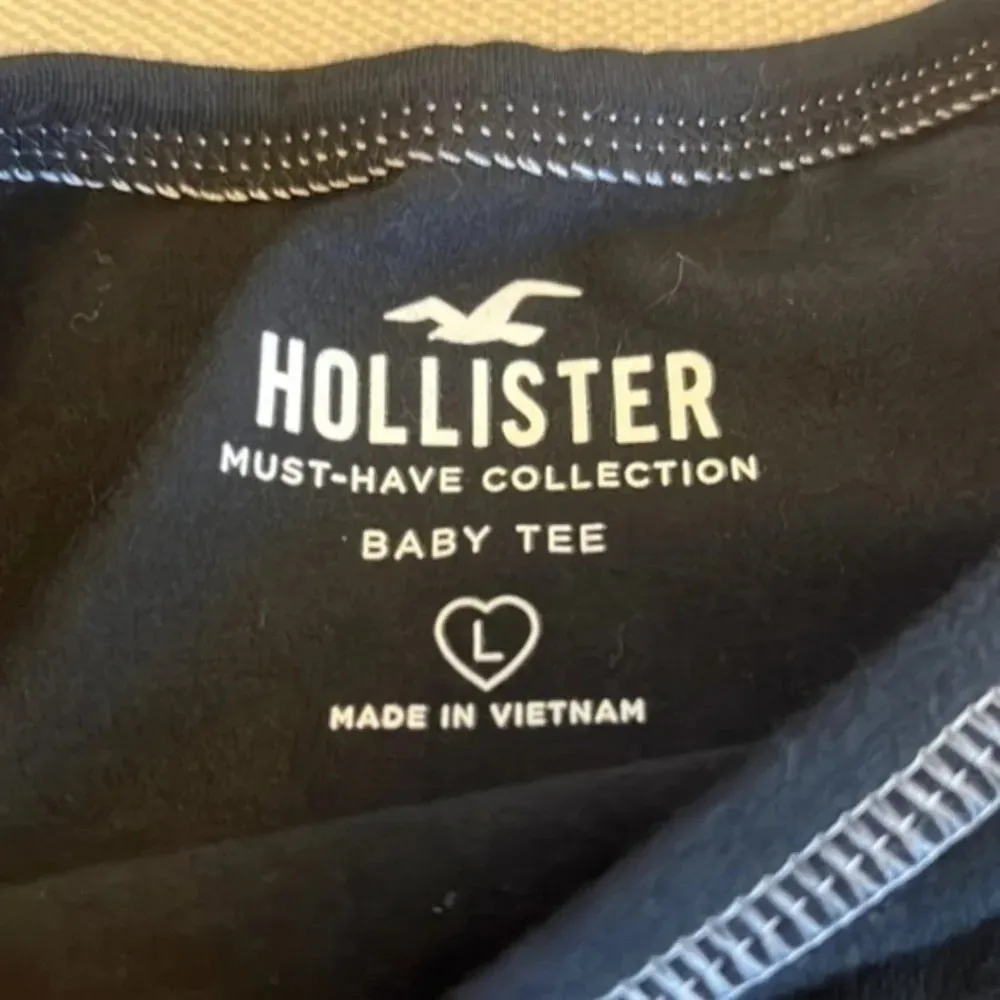 HOLLISTER
MUST-HAVE COLLECTION
BABY TEE
L
MADE IN VIETNAM